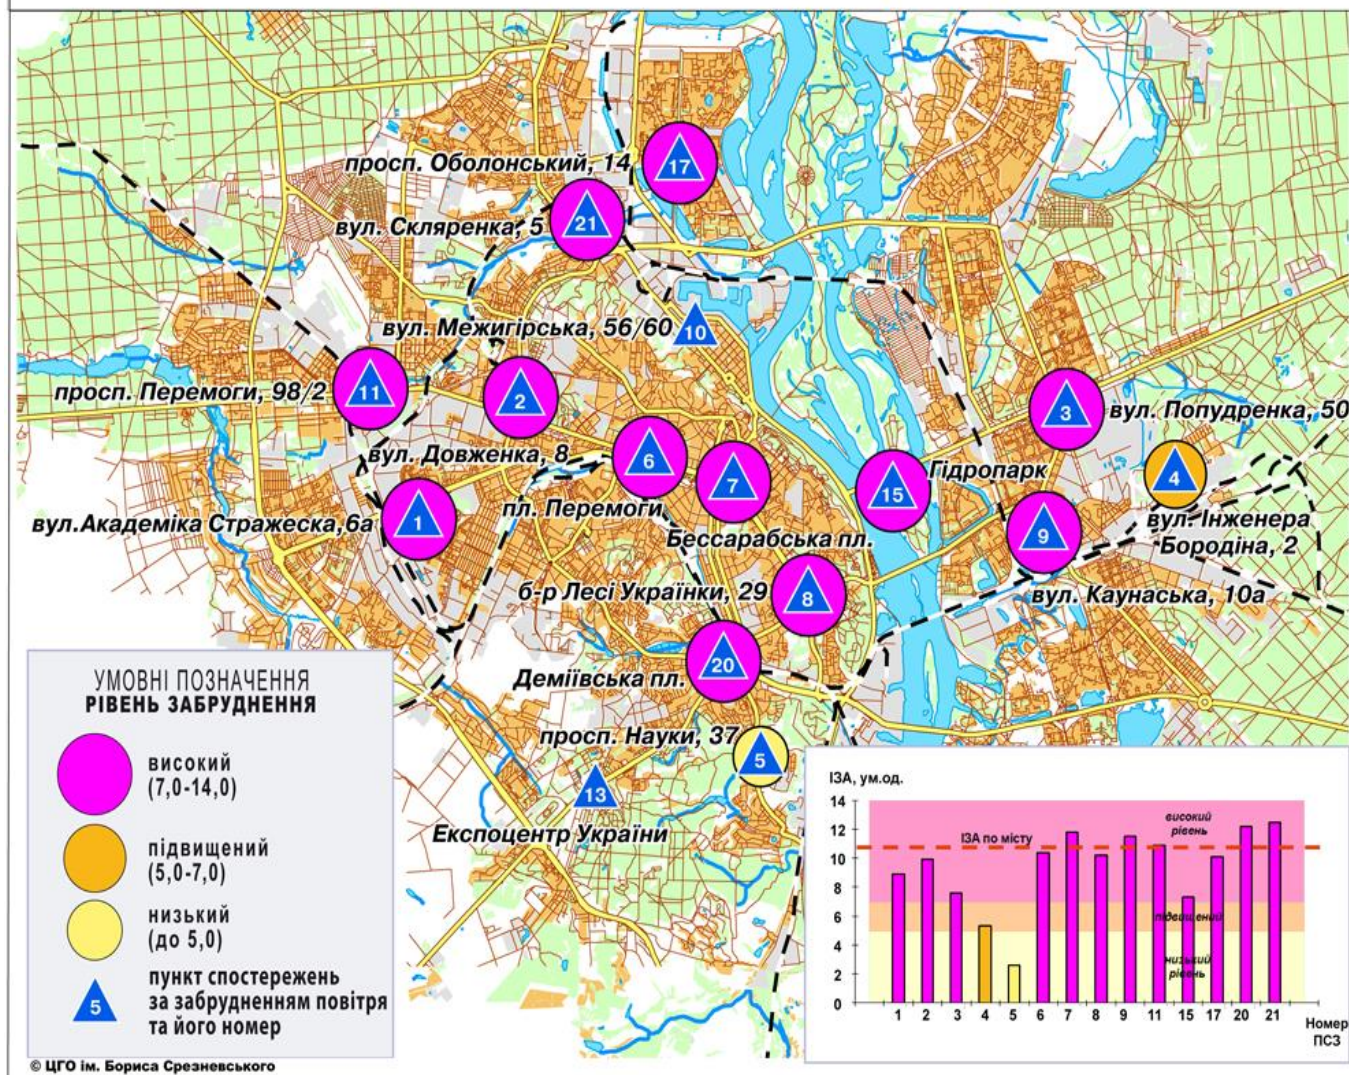 просп. Оболонський, 14
17
вул. Скляренка, 5
21
вул. Межигірська, 56/60
10
просп. Перемоги, 98/2
11
2
3
вул. Попудренка, 50
вул. Довженка, 8
6
7
15
Гідропарк
4
вул.Академіка Стражеска,6а
1
пл. Перемоги
Бессарабська пл.
9
вул. Інженера
Бородіна, 2
б-р Лесі Українки, 29
8
вул. Каунаська, 10а
Деміївська пл.
20
просп. Науки, 37
5
13
Експоцентр України
УМОВНІ ПОЗНАЧЕННЯ
РІВЕНЬ ЗАБРУДНЕННЯ
високий
(7,0-14,0)
підвищений
(5,0-7,0)
низький
(до 5,0)
5
пункт спостережень
за забрудненням повітря
та його номер
ІЗА, ум.од.
14
12
10
8
6
4
2
0
високий
рівень
ІЗА по місту
підвищений
низький
рівень
1 2 3 4 5 6 7 8 9 11 15 17 20 21
Номер
ПСЗ
© ЦГО ім. Бориса Срезневського